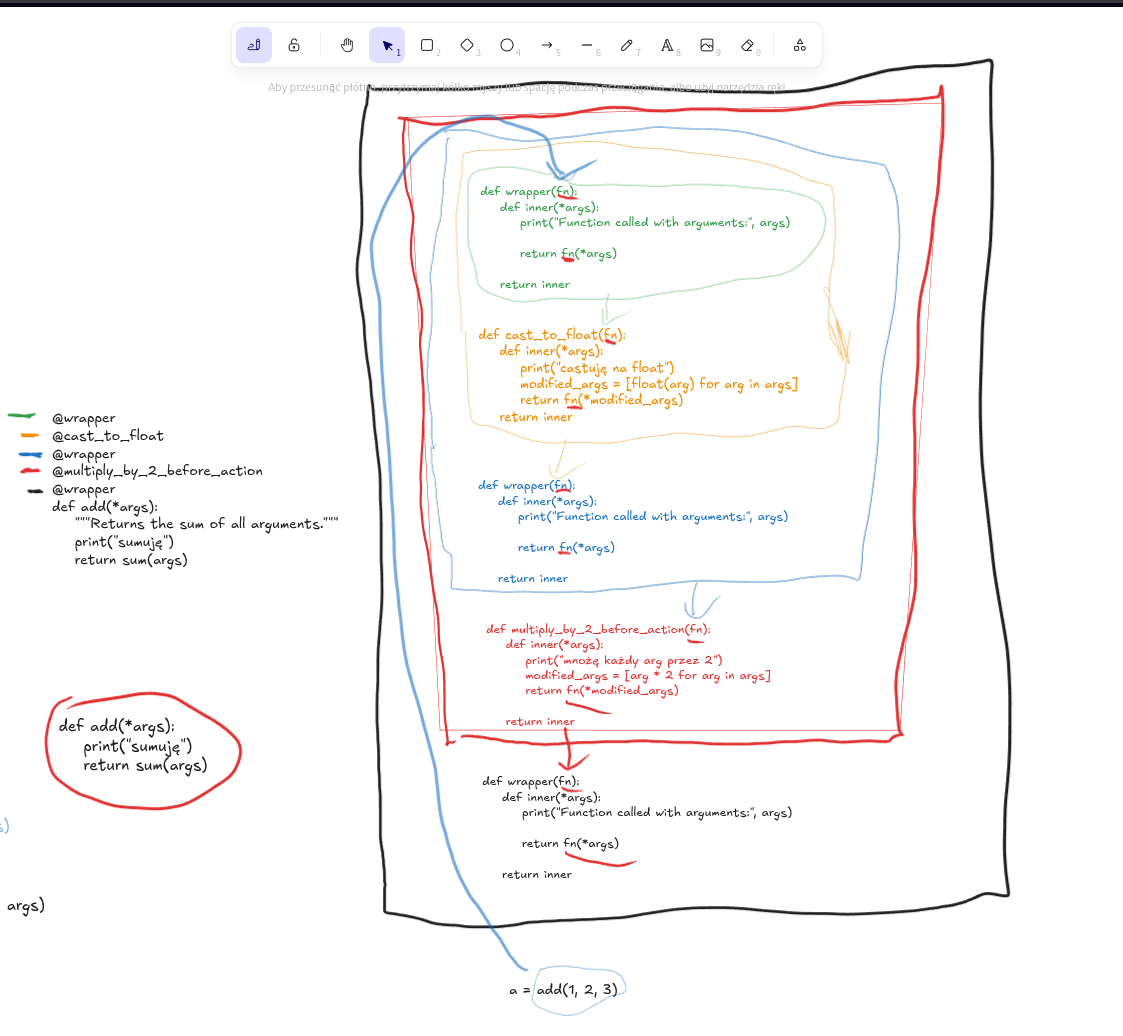 1
2
3
4
5
6
7
8
9
0
Aby przesunąć płótno, przytrzymaj kółko myszy lub spację podczas przeciągania, albo użyj narzędzia ręki
def wrapper(fn):
def inner(*args):
print("Function called with arguments:", args)
return fn(*args)
return inner
def cast_to_float(fn):
def inner(*args):
print("castuję na float")
modified_args = [float(arg) for arg in args]
return fn(*modified_args)
return inner
@wrapper
@cast_to_float
@wrapper
@multiply_by_2_before_action
@wrapper
def add(*args):
"""Returns the sum of all arguments."""
print("sumuję")
return sum(args)
def wrapper(fn):
def inner(*args):
print("Function called with arguments:", args)
return fn(*args)
return inner
def multiply_by_2_before_action(fn):
def inner(*args):
print("mnożę każdy arg przez 2")
modified_args = [arg * 2 for arg in args]
return fn(*modified_args)
return inner
def add(*args):
print("sumuję")
return sum(args)
def wrapper(fn):
def inner(*args):
print("Function called with arguments:", args)
return fn(*args)
return inner
s)
args)
a = add(1, 2, 3)